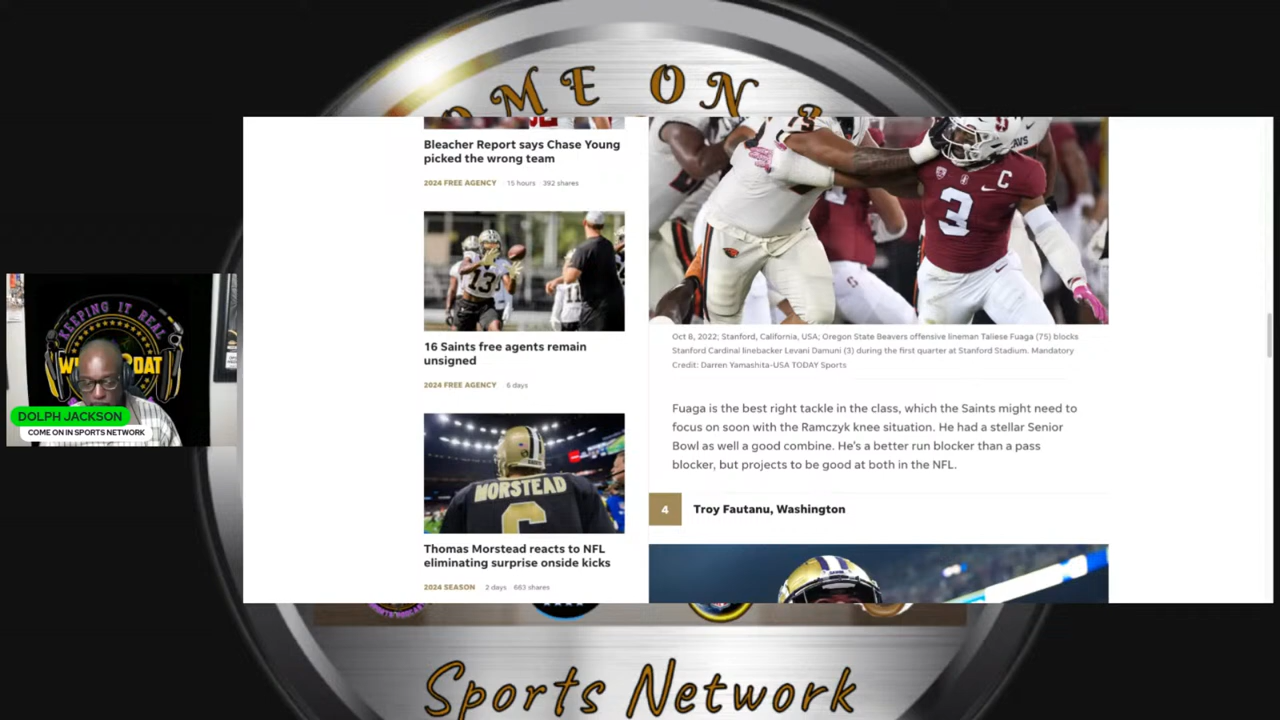 OME ON
Bleacher Report says Chase Young
picked the wrong team
2024 FREE AGENCY 15 hours 392 shares
13
16 Saints free agents remain
unsigned
2024 FREE AGENCY 6 days
MORSTEAD
6
Thomas Morstead reacts to NFL
eliminating surprise onside kicks
2024 SEASON 2 days 663 shares
C
3
Oct 8, 2022; Stanford, California, USA; Oregon State Beavers offensive lineman Taliese Fuaga (75) blocks
Stanford Cardinal linebacker Levani Damuni (3) during the first quarter at Stanford Stadium. Mandatory
Credit: Darren Yamashita-USA TODAY Sports
Fuaga is the best right tackle in the class, which the Saints might need to
focus on soon with the Ramczyk knee situation. He had a stellar Senior
Bowl as well a good combine. He's a better run blocker than a pass
blocker, but projects to be good at both in the NFL.
4 Troy Fautanu, Washington
KEEPING IT REAL
DOLPH JACKSON
COME ON IN SPORTS NETWORK
Sports Network